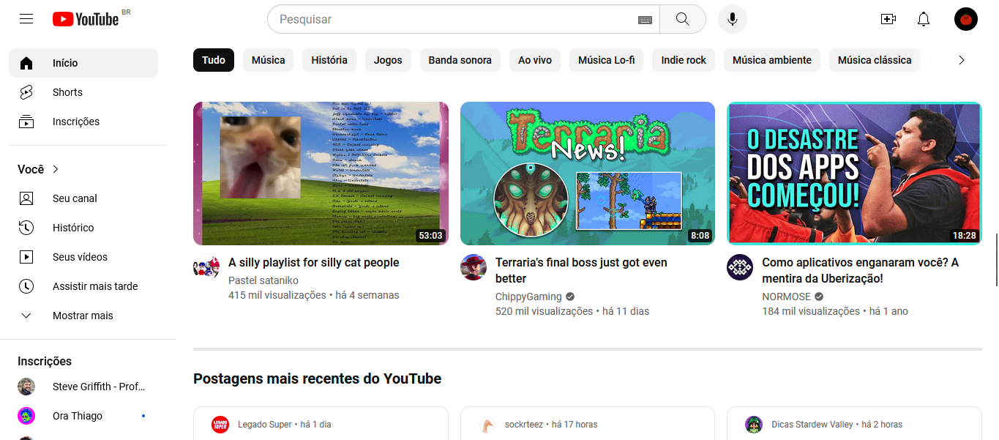 YouTube BR
Pesquisar
Início
Shorts
Inscrições
Você
Seu canal
Histórico
Seus vídeos
Assistir mais tarde
Mostrar mais
Inscrições
Steve Griffith - Prof...
Ora Thiago
Tudo
Música
História
Jogos
Banda sonora
Ao vivo
Música Lo-fi
Indie rock
Música ambiente
Música clássica
53:03
A silly playlist for silly cat people
Pastel sataniko
415 mil visualizações • há 4 semanas
Terraria
News!
8:08
Terraria's final boss just got even
better
ChippyGaming
520 mil visualizações • há 11 dias
O DESASTRE
DOS APPS
COMEÇOU!
18:28
Como aplicativos enganaram você? A
mentira da Uberização!
NORMOSE
184 mil visualizações • há 1 ano
Postagens mais recentes do YouTube
LEGADO
SUPER
Legado Super • há 1 dia
sockrteez • há 17 horas
Dicas Stardew Valley • há 2 horas